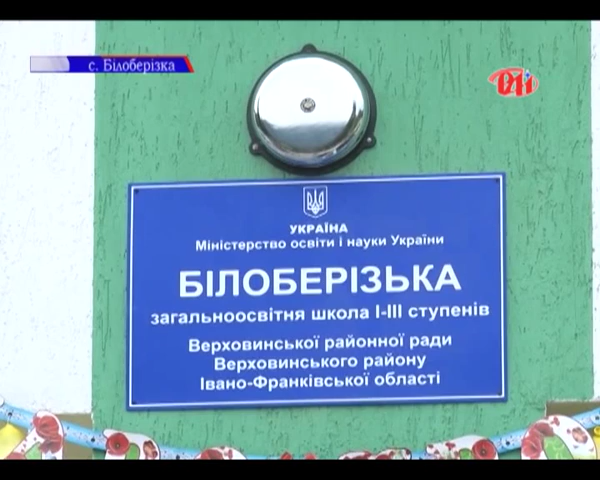 с. Білоберізка
УКРАЇНА
Міністерство освіти і науки України
БІЛОБЕРІЗЬКА
загальноосвітня школа І-ІІІ ступенів
Верховинської районної ради
Верховинського району
Івано-Франківської області